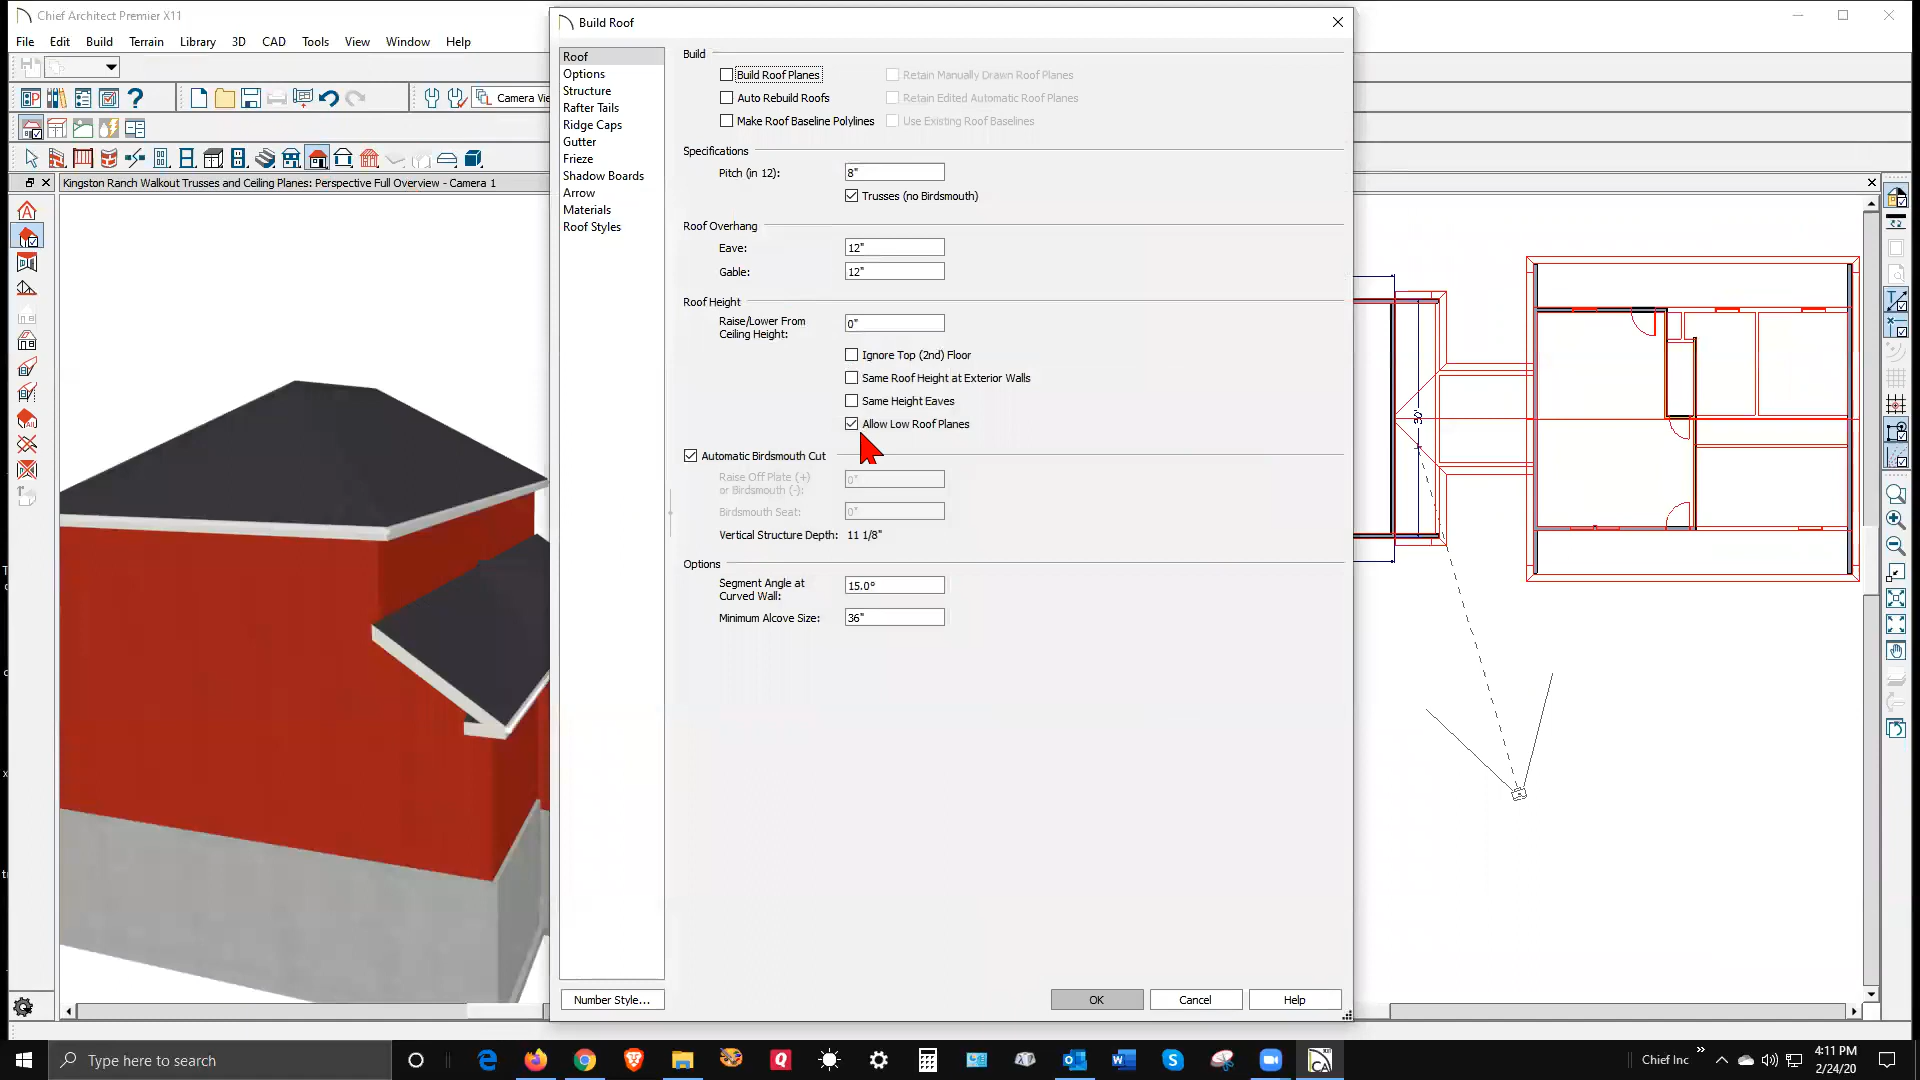 Chief Architect Premier X11
File Edit Build Terrain Library 3D CAD Tools View Window Help
Camera Vie
Kingston Ranch Walkout Trusses and Ceiling Planes: Perspective Full Overview - Camera 1
Build Roof
Roof
Options
Structure
Rafter Tails
Ridge Caps
Gutter
Frieze
Shadow Boards
Arrow
Materials
Roof Styles
Number Style...
Build
Build Roof Planes Retain Manually Drawn Roof Planes
Auto Rebuild Roofs Retain Edited Automatic Roof Planes
Make Roof Baseline Polylines Use Existing Roof Baselines
Specifications
Pitch (in 12): 8"
Trusses (no Birdsmouth)
Roof Overhang
Eave: 12"
Gable: 12"
Roof Height
Raise/Lower From
Ceiling Height: 0"
Ignore Top (2nd) Floor
Same Roof Height at Exterior Walls
Same Height Eaves
Allow Low Roof Planes
Automatic Birdsmouth Cut
Raise Off Plate (+)
or Birdsmouth (-): 0"
Birdsmouth Seat: 0"
Vertical Structure Depth: 11 1/8"
Options
Segment Angle at
Curved Wall: 15.0°
Minimum Alcove Size: 36"
OK Cancel Help
30'
Type here to search
Chief Inc
4:11 PM
2/24/20